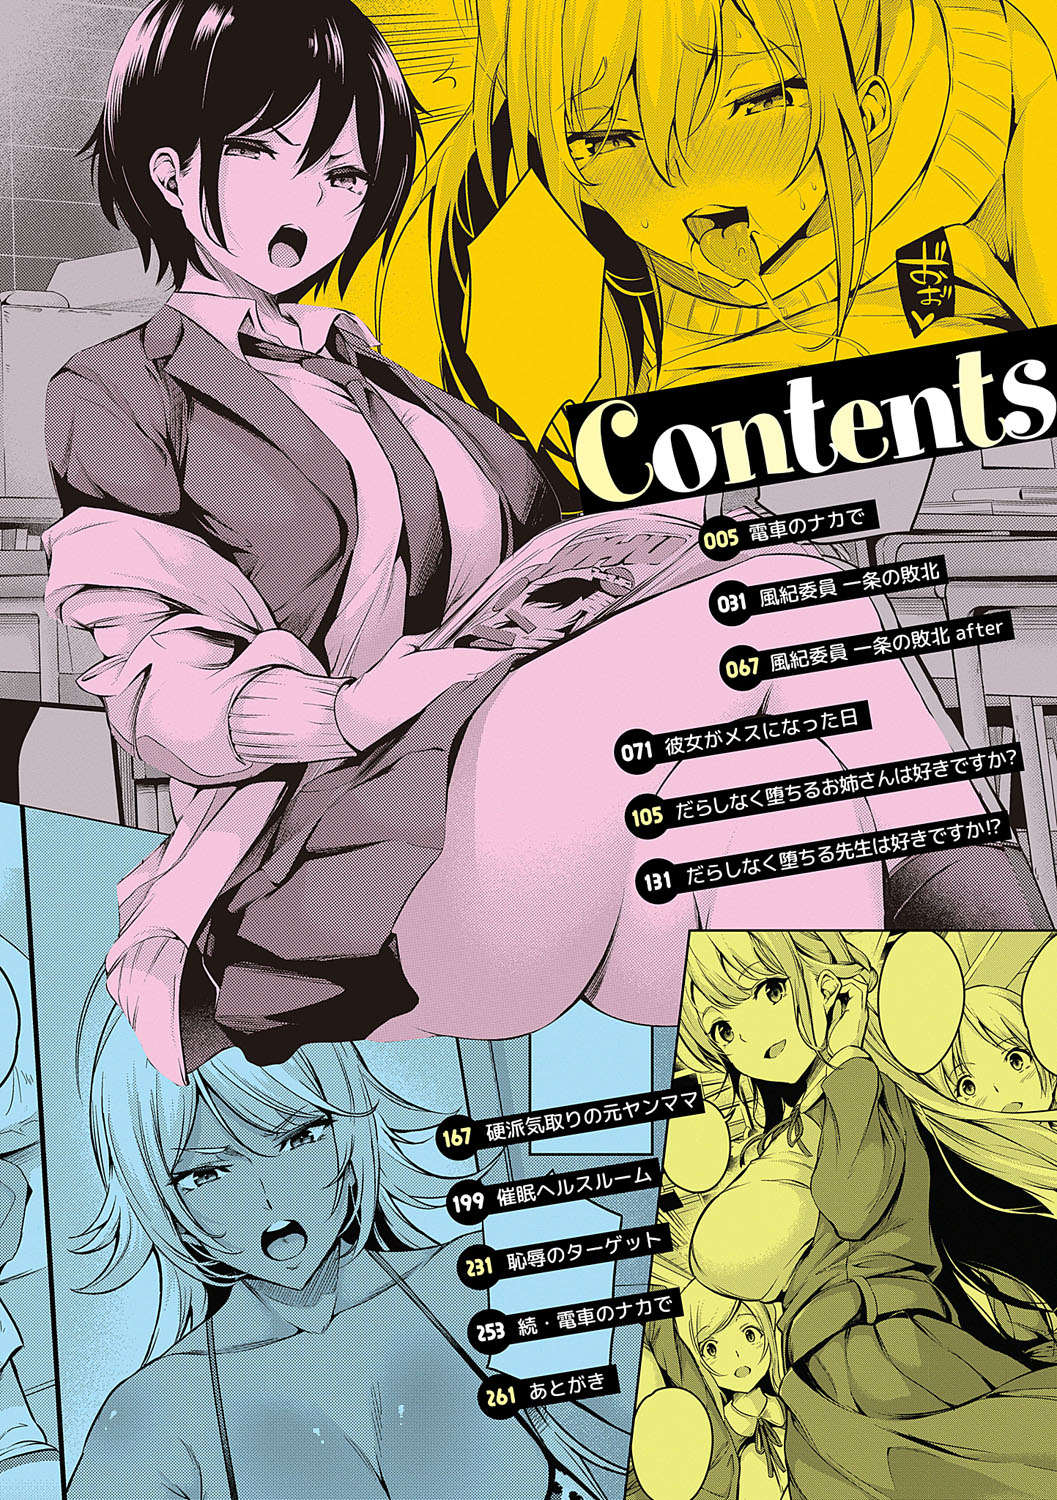 おお♡
Contents
005 電車のナカで
031 風紀委員 一条の敗北
067 風紀委員 一条の敗北 after
071 彼女がメスになった日
105 だらしなく堕ちるお姉さんは好きですか?
131 だらしなく堕ちる先生は好きですか!?
167 硬派気取りの元ヤンママ
199 催眠ヘルスルーム
231 恥辱のターゲット
253 続・電車のナカで
261 あとがき